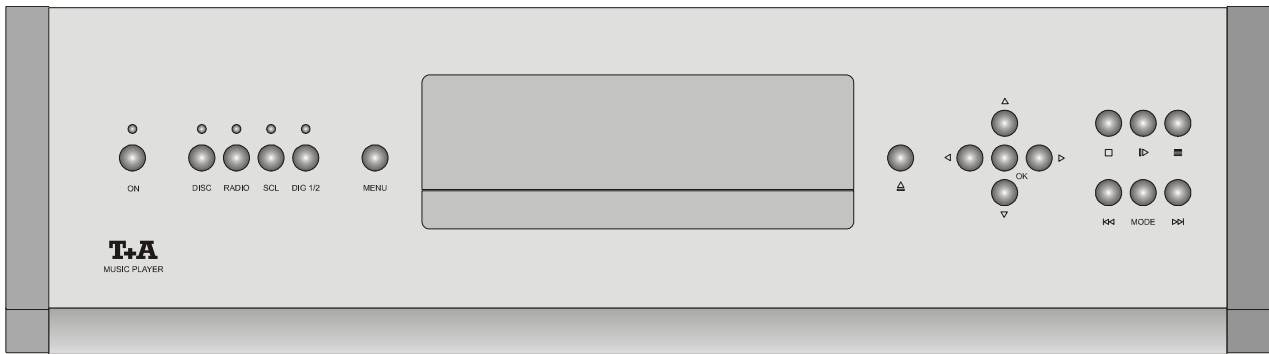 ON
DISC RADIO SCL DIG 1/2
MENU
OK
MODE
T+A
MUSIC PLAYER